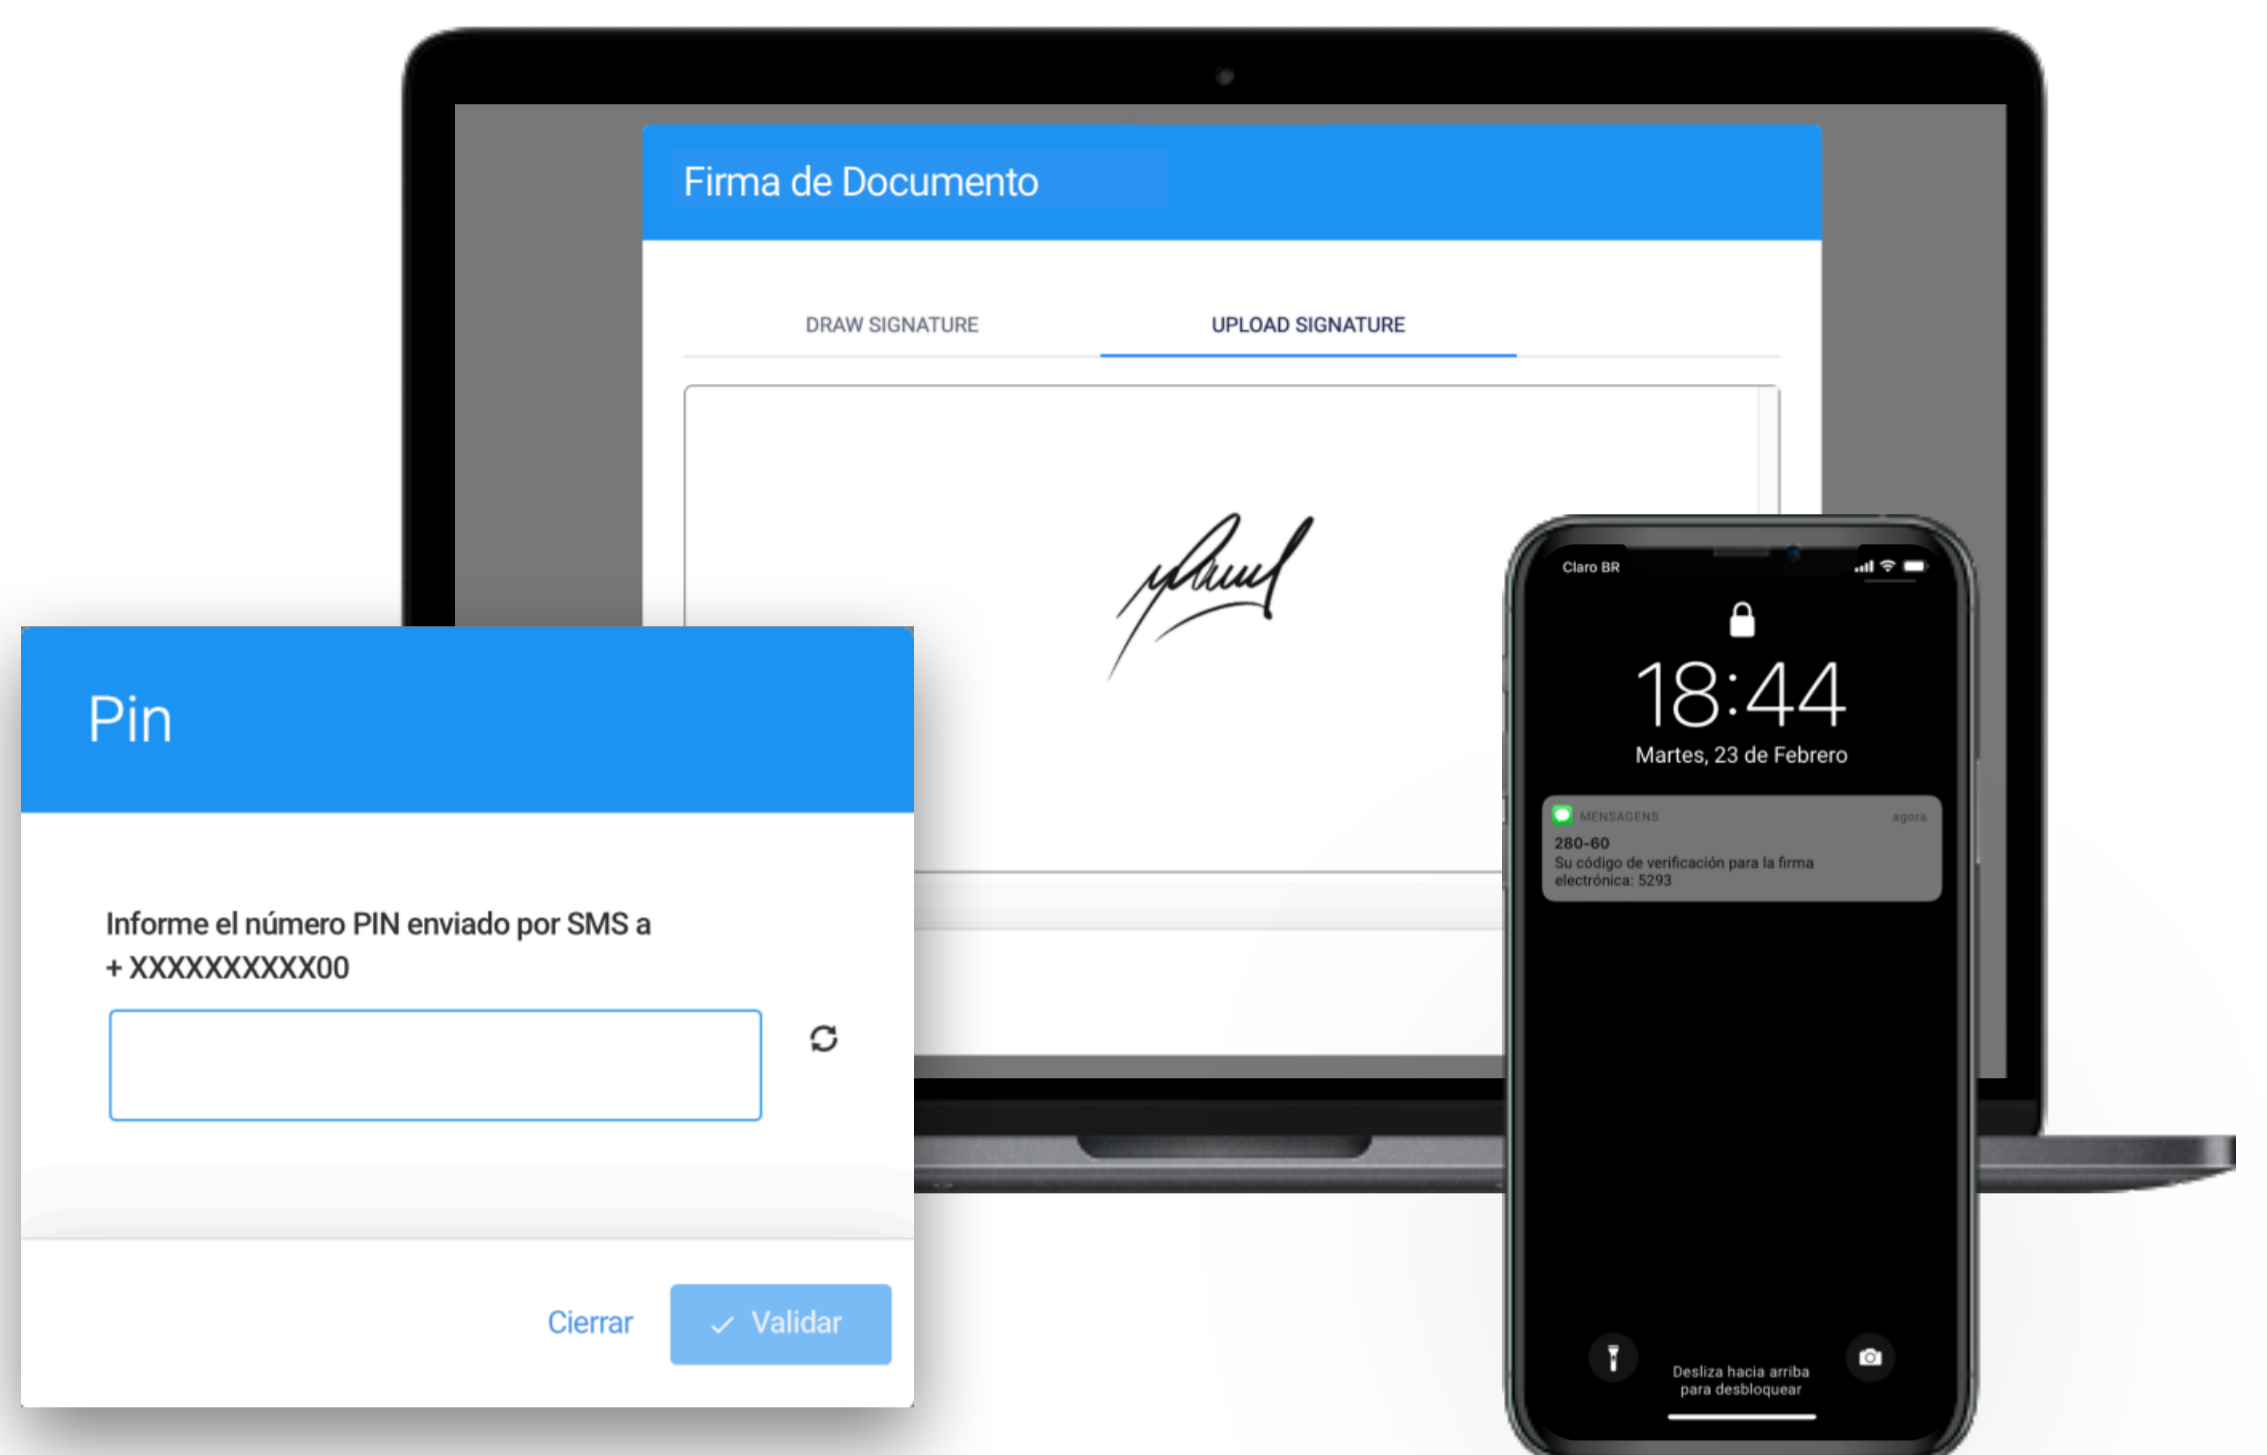 Firma de Documento
DRAW SIGNATURE
UPLOAD SIGNATURE
Pin
Informe el número PIN enviado por SMS a
+ XXXXXXXXXX00
Cierrar
Validar
Claro BR
18:44
Martes, 23 de Febrero
MENSAGENS
agora
280-60
Su código de verificación para la firma
electrónica: 5293
Desliza hacia arriba
para desbloquear